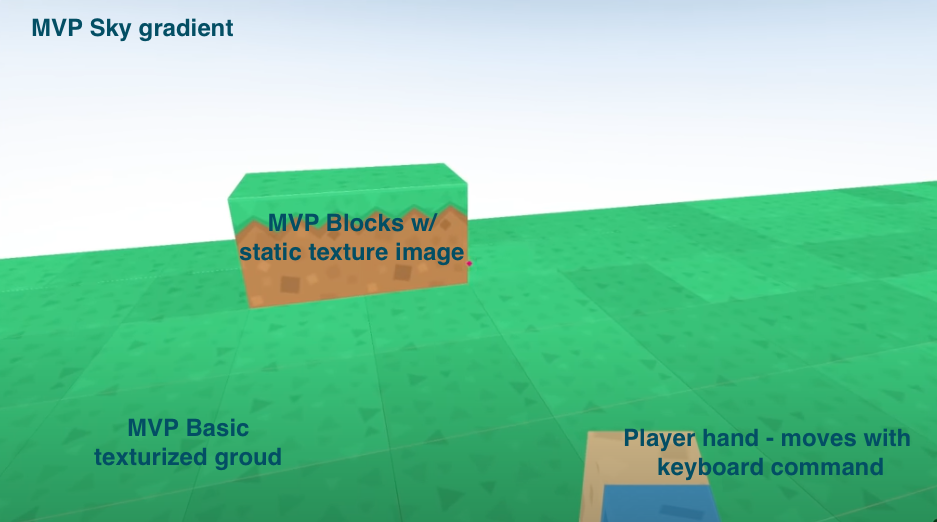 MVP Sky gradient
MVP Blocks w/
static texture image
MVP Basic
texturized groud
Player hand - moves with
keyboard command